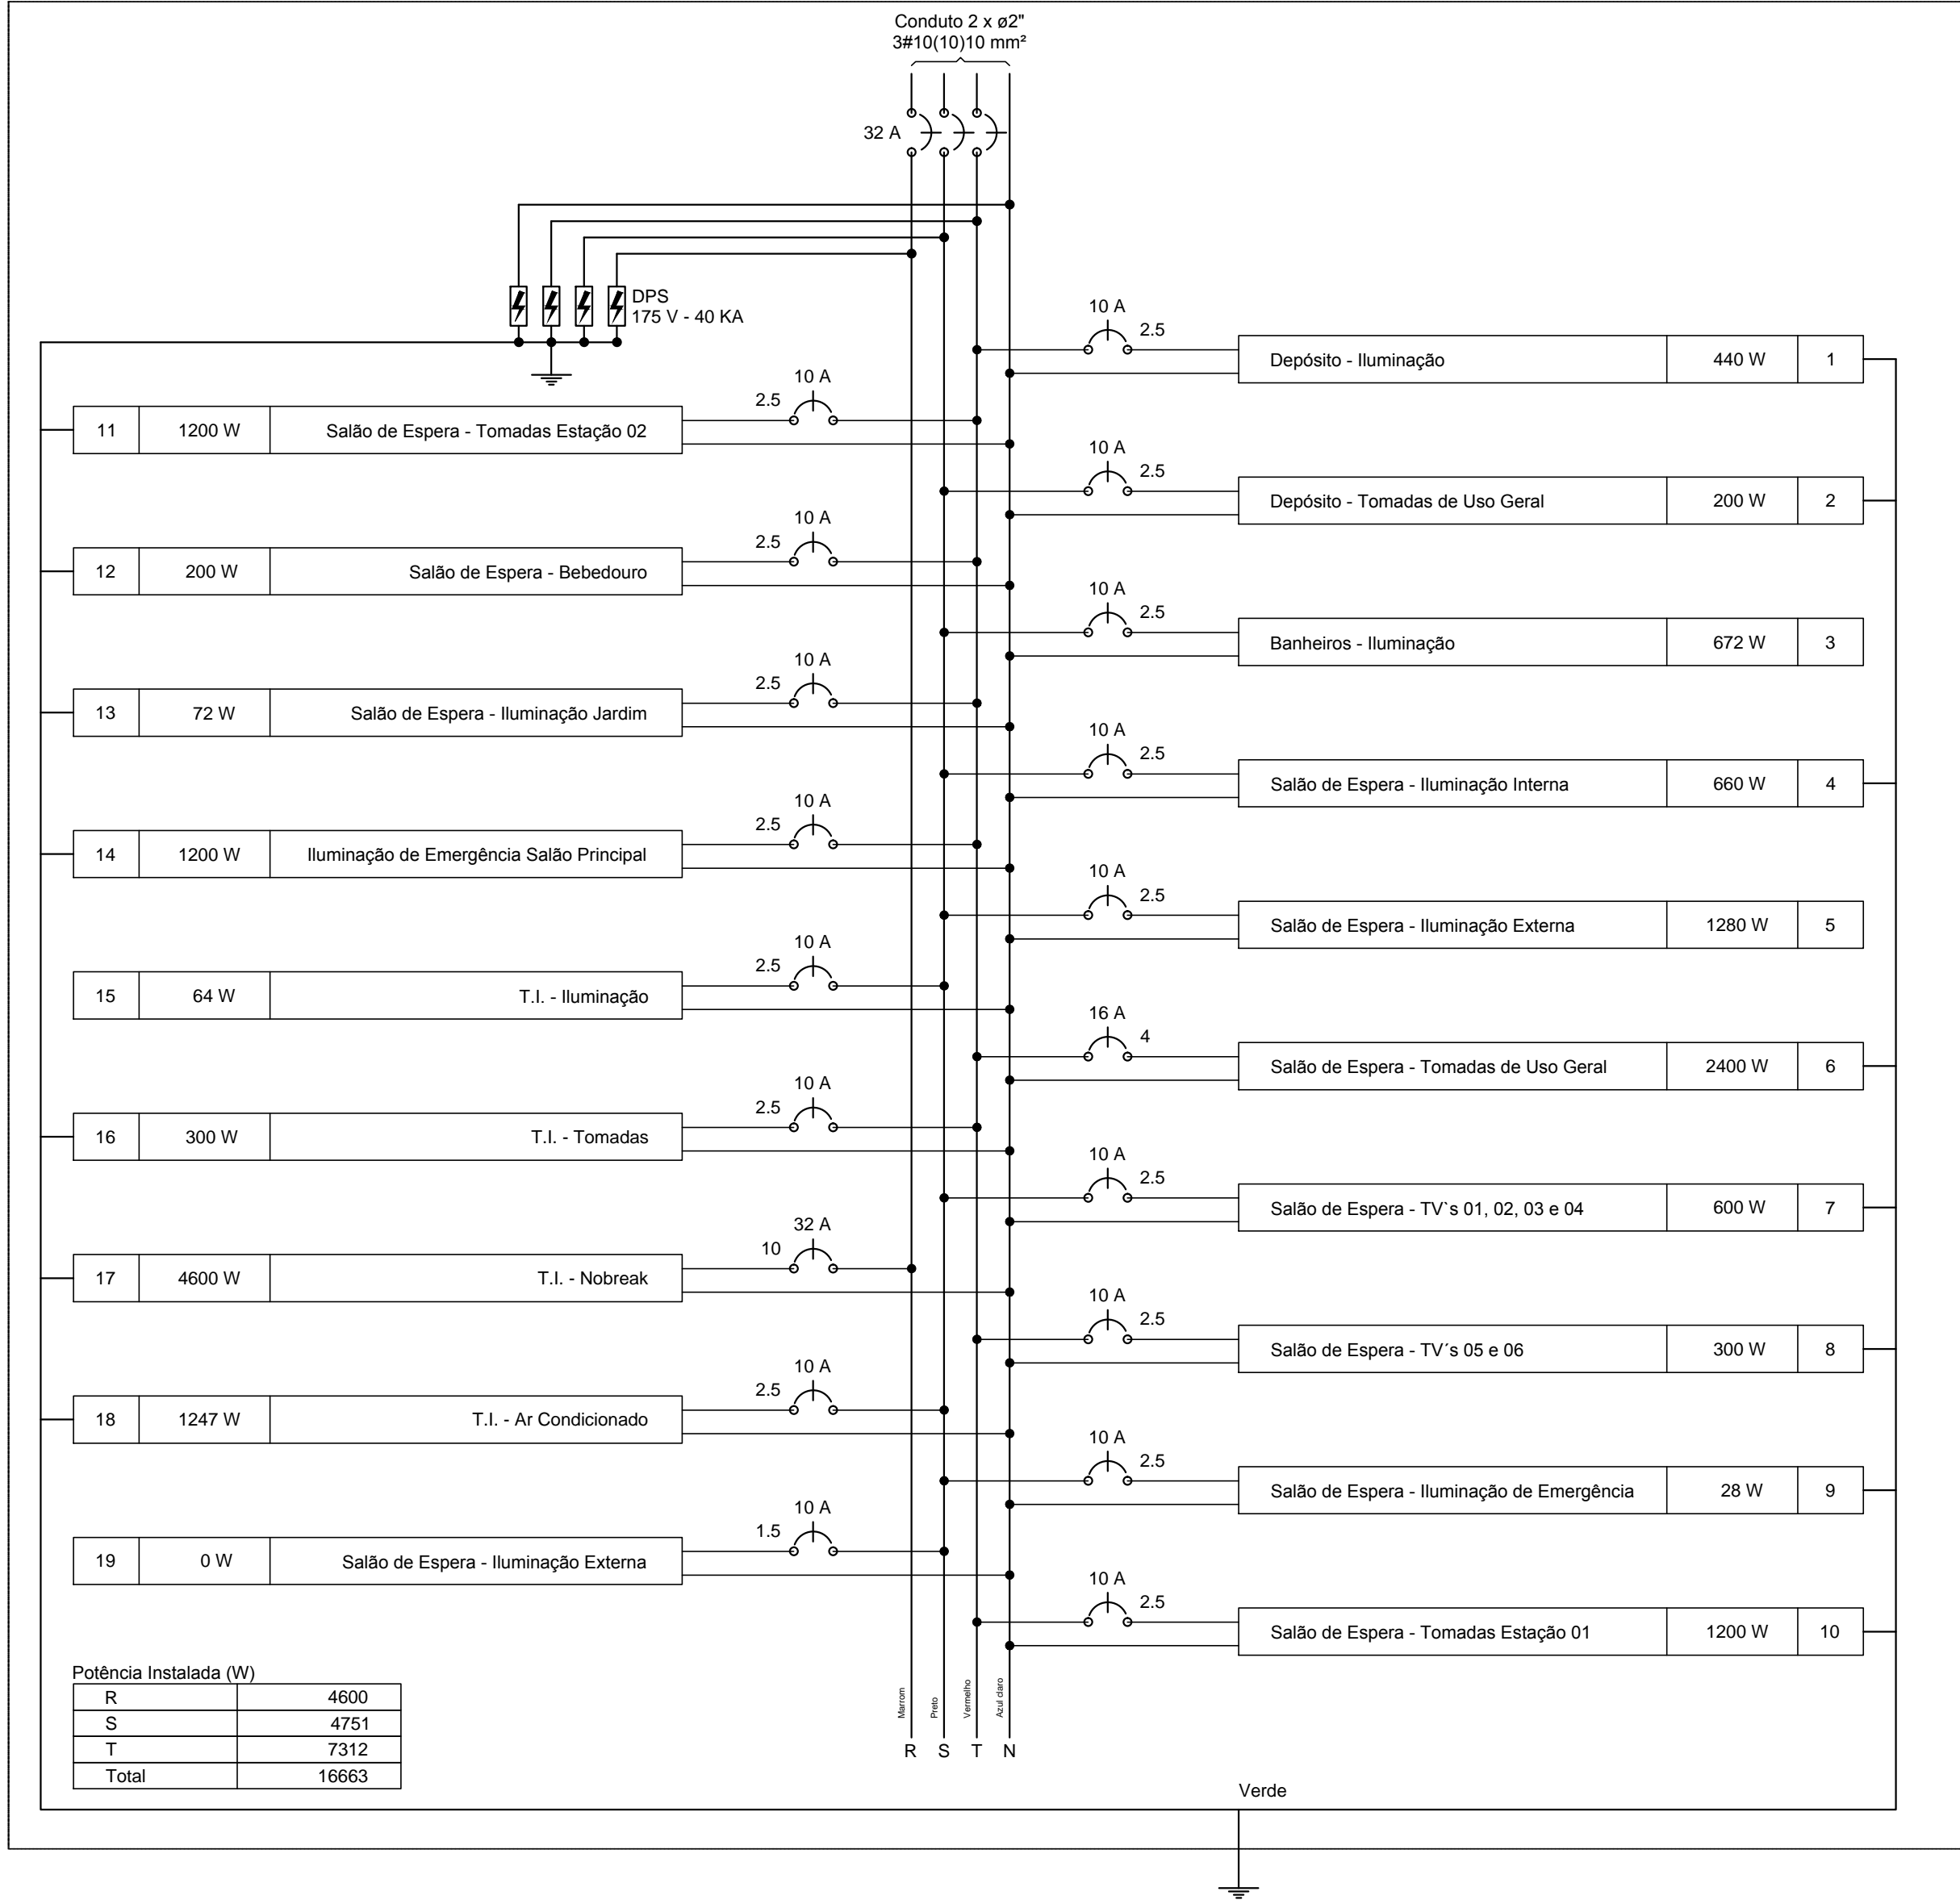 Conduto 2 x ø2"
3#10(10)10 mm²
32 A
DPS
175 V - 40 KA
10 A
2.5
Depósito - Iluminação 440 W 1
10 A
2.5
11 1200 W Salão de Espera - Tomadas Estação 02
10 A
2.5
Depósito - Tomadas de Uso Geral 200 W 2
10 A
2.5
12 200 W Salão de Espera - Bebedouro
10 A
2.5
Banheiros - Iluminação 672 W 3
10 A
2.5
13 72 W Salão de Espera - Iluminação Jardim
10 A
2.5
Salão de Espera - Iluminação Interna 660 W 4
10 A
2.5
14 1200 W Iluminação de Emergência Salão Principal
10 A
2.5
Salão de Espera - Iluminação Externa 1280 W 5
10 A
2.5
15 64 W T.I. - Iluminação
16 A
4
Salão de Espera - Tomadas de Uso Geral 2400 W 6
10 A
2.5
16 300 W T.I. - Tomadas
10 A
2.5
Salão de Espera - TV`s 01, 02, 03 e 04 600 W 7
32 A
10
17 4600 W T.I. - Nobreak
10 A
2.5
Salão de Espera - TV´s 05 e 06 300 W 8
10 A
2.5
18 1247 W T.I. - Ar Condicionado
10 A
2.5
Salão de Espera - Iluminação de Emergência 28 W 9
10 A
1.5
19 0 W Salão de Espera - Iluminação Externa
10 A
2.5
Salão de Espera - Tomadas Estação 01 1200 W 10
Potência Instalada (W)
R 4600
S 4751
T 7312
Total 16663
Marrom
Preto
Vermelho
Azul claro
R S T N
Verde